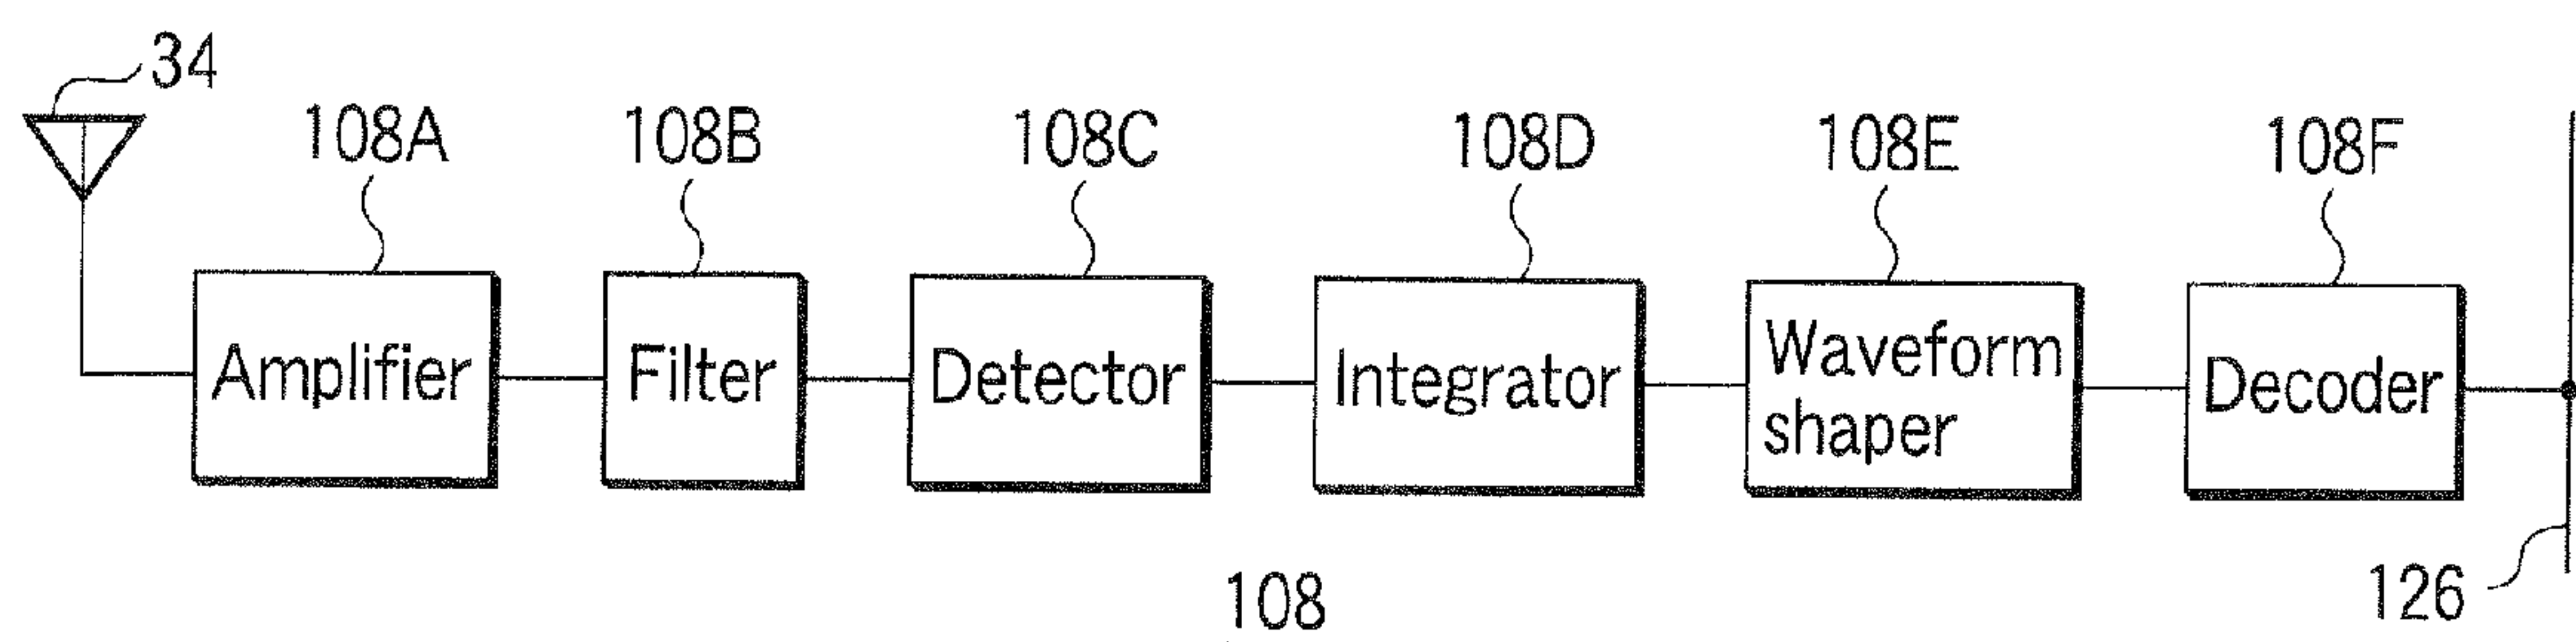 34
108A
108B
108C
108D
108E
108F
Amplifier
Filter
Detector
Integrator
Waveform
shaper
Decoder
126
108